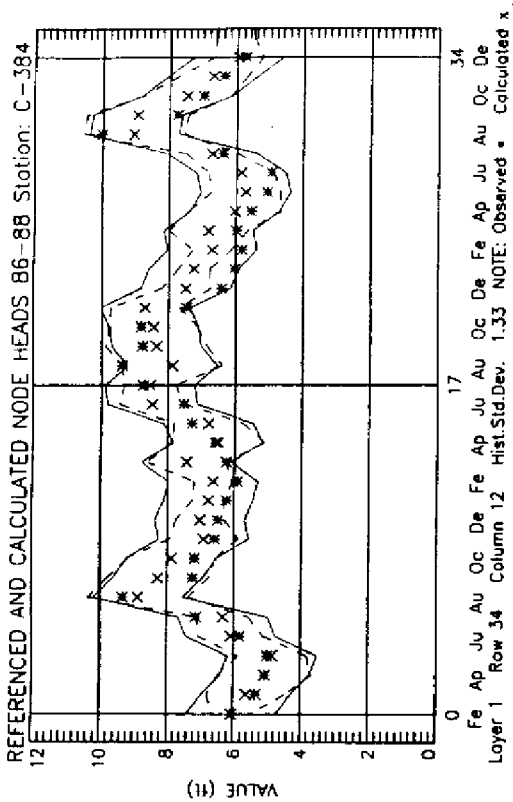 REFERENCED AND CALCULATED NODE HEADS 86-88 Station: C-384
12
10
8
6
4
2
0
VALUE (ft)
0 17 34
Fe Ap Ju Au Oc De Fe Ap Ju Au Oc De Fe Ap Ju Au Oc De
Layer 1 Row 34 Column 12 Hist.Std.Dev. 1.33 NOTE: Observed * Calculated x